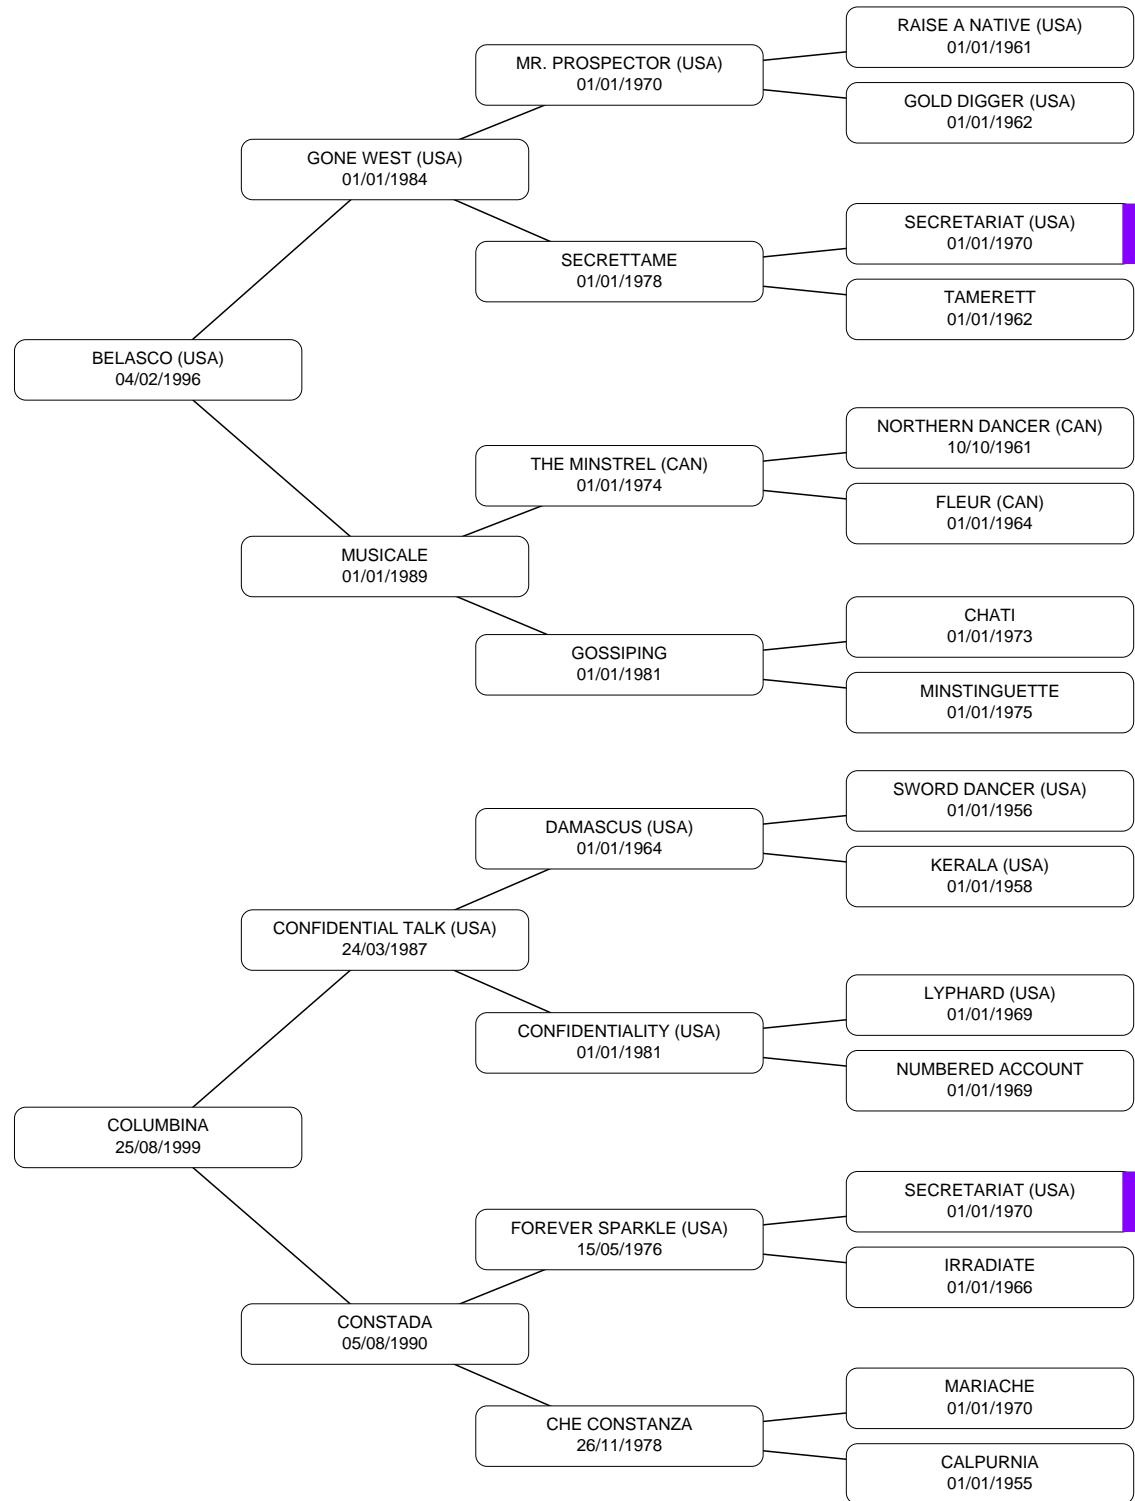 RAISE A NATIVE (USA)
01/01/1961
MR. PROSPECTOR (USA)
01/01/1970
GOLD DIGGER (USA)
01/01/1962
GONE WEST (USA)
01/01/1984
SECRETARIAT (USA)
01/01/1970
SECRETTAME
01/01/1978
TAMERETT
01/01/1962
BELASCO (USA)
04/02/1996
NORTHERN DANCER (CAN)
10/10/1961
THE MINSTREL (CAN)
01/01/1974
FLEUR (CAN)
01/01/1964
MUSICALE
01/01/1989
CHATI
01/01/1973
GOSSIPING
01/01/1981
MINSTINGUETTE
01/01/1975
SWORD DANCER (USA)
01/01/1956
DAMASCUS (USA)
01/01/1964
KERALA (USA)
01/01/1958
CONFIDENTIAL TALK (USA)
24/03/1987
LYPHARD (USA)
01/01/1969
CONFIDENTIALITY (USA)
01/01/1981
NUMBERED ACCOUNT
01/01/1969
COLUMBINA
25/08/1999
SECRETARIAT (USA)
01/01/1970
FOREVER SPARKLE (USA)
15/05/1976
IRRADIATE
01/01/1966
CONSTADA
05/08/1990
MARIACHE
01/01/1970
CHE CONSTANZA
26/11/1978
CALPURNIA
01/01/1955